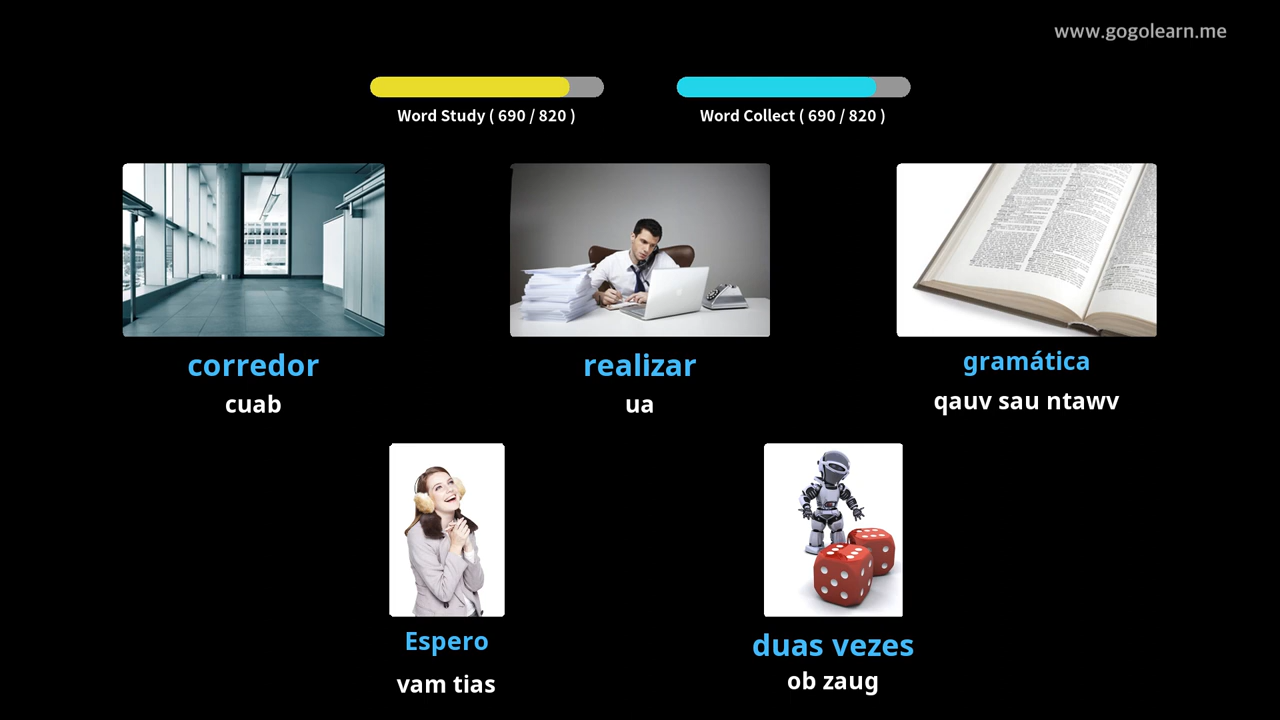 www.gogolearn.me
Word Study ( 690 / 820 )
Word Collect ( 690 / 820 )
corredor
cuab
realizar
ua
gramática
qauv sau ntawv
Espero
vam tias
duas vezes
ob zaug